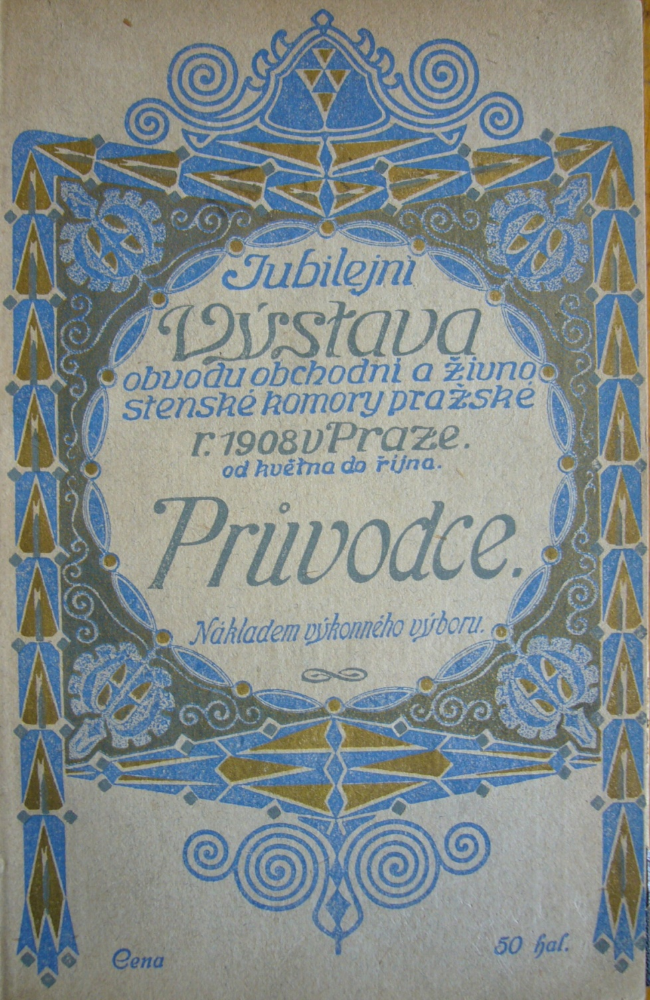 Jubilejní
Výstava
obvodu obchodní a živno
stenské komory pražské
r. 1908 v Praze.
od května do října.
Průvodce.
Nákladem výkonného výboru.
Cena 50 hal.